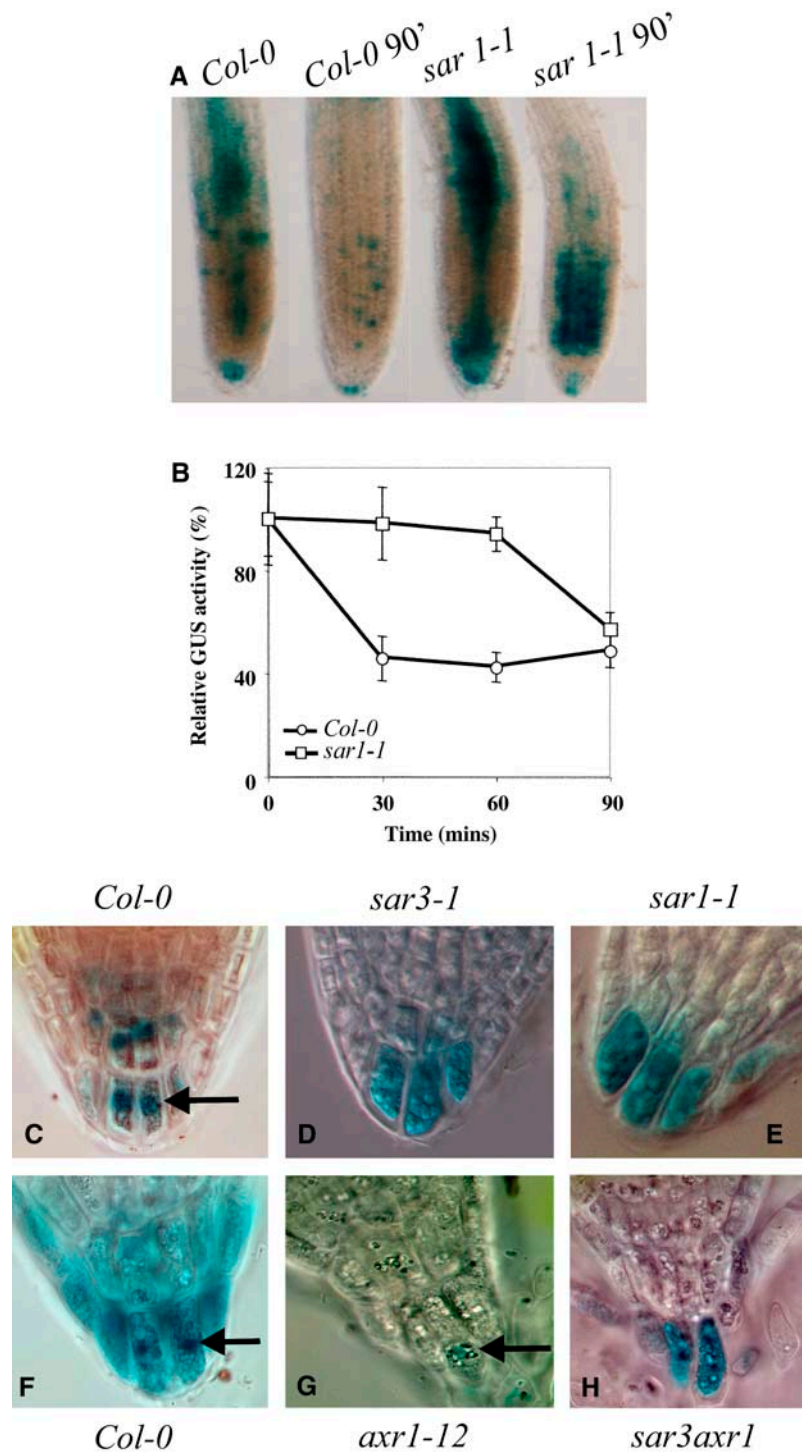 A Col-0 Col-0 90' sar 1-1 sar 1-1 90'
B
120
80
40
0
Relative GUS activity (%)
Col-0
sar1-1
0 30 60 90
Time (mins)
Col-0 sar3-1 sar1-1
C D E
F G H
Col-0 axr1-12 sar3axr1